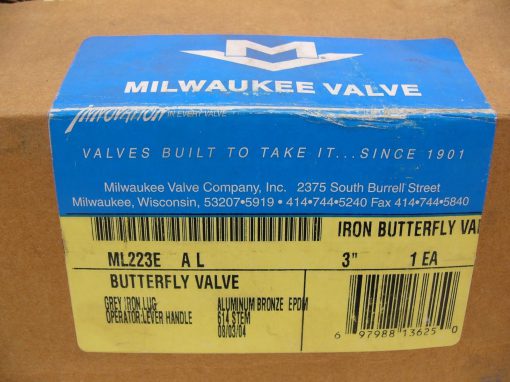 MILWAUKEE VALVE
INNOVATION IN EVERY VALVE
VALVES BUILT TO TAKE IT...SINCE 1901
Milwaukee Valve Company, Inc. 2375 South Burrell Street
Milwaukee, Wisconsin, 53207•5919 • 414•744•5240 Fax 414•744•5840
IRON BUTTERFLY VAL
ML223E A L 3" 1 EA
BUTTERFLY VALVE
GREY IRON LUG ALUMINUM BRONZE EPDM
OPERATOR:LEVER HANDLE 614 STEM
08/03/04
6 97988 13625 0